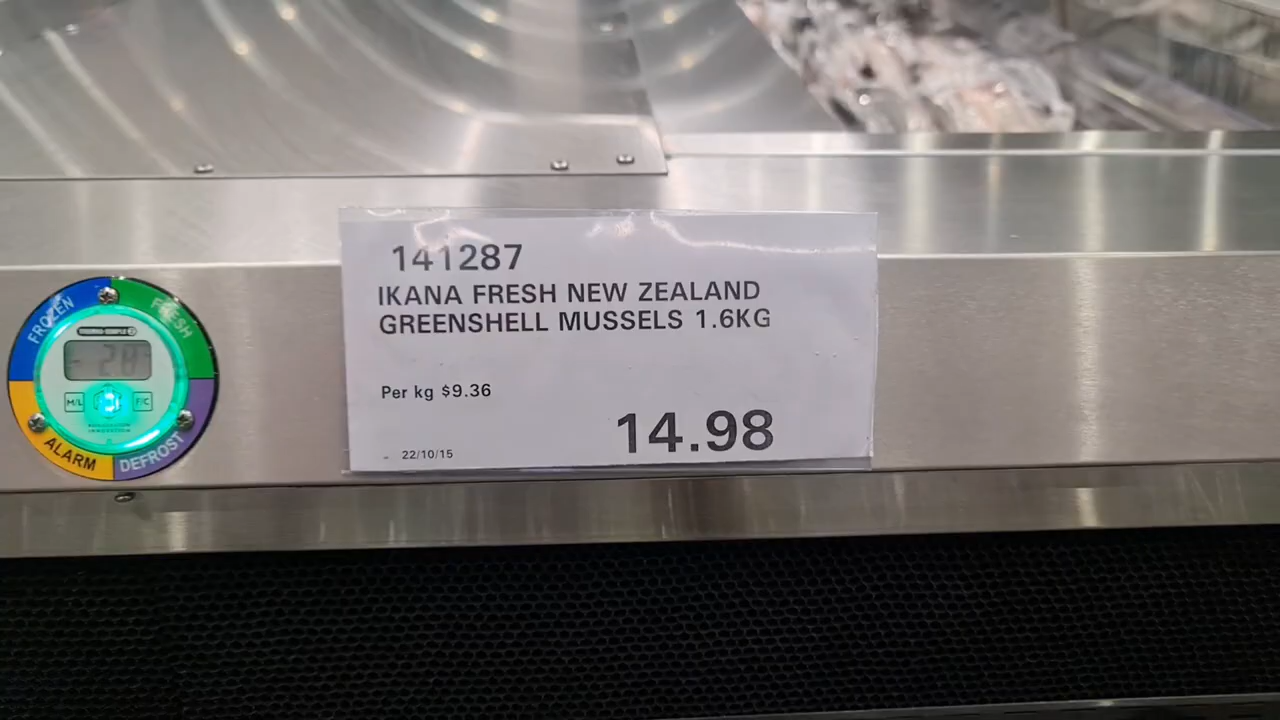 141287
IKANA FRESH NEW ZEALAND
GREENSHELL MUSSELS 1.6KG
Per kg $9.36
14.98
22/10/15
FROZEN
FRESH
M/L
F/C
ALARM
DEFROST